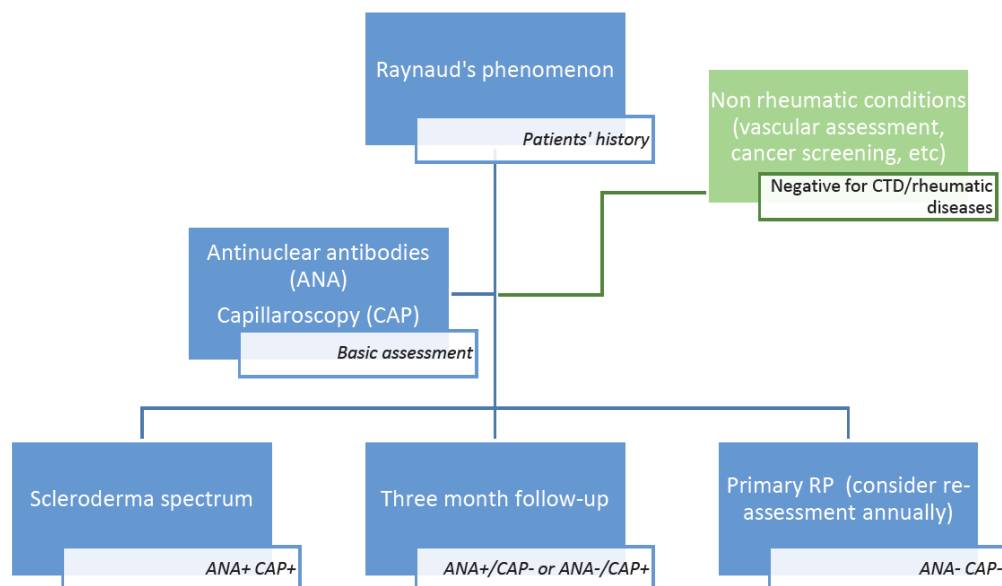 Raynaud's phenomenon
Patients' history
Non rheumatic conditions
(vascular assessment,
cancer screening, etc)
Negative for CTD/rheumatic
diseases
Antinuclear antibodies
(ANA)
Capillaroscopy (CAP)
Basic assessment
Scleroderma spectrum
ANA+ CAP+
Three month follow-up
ANA+/CAP- or ANA-/CAP+
Primary RP (consider re-
assessment annually)
ANA- CAP-